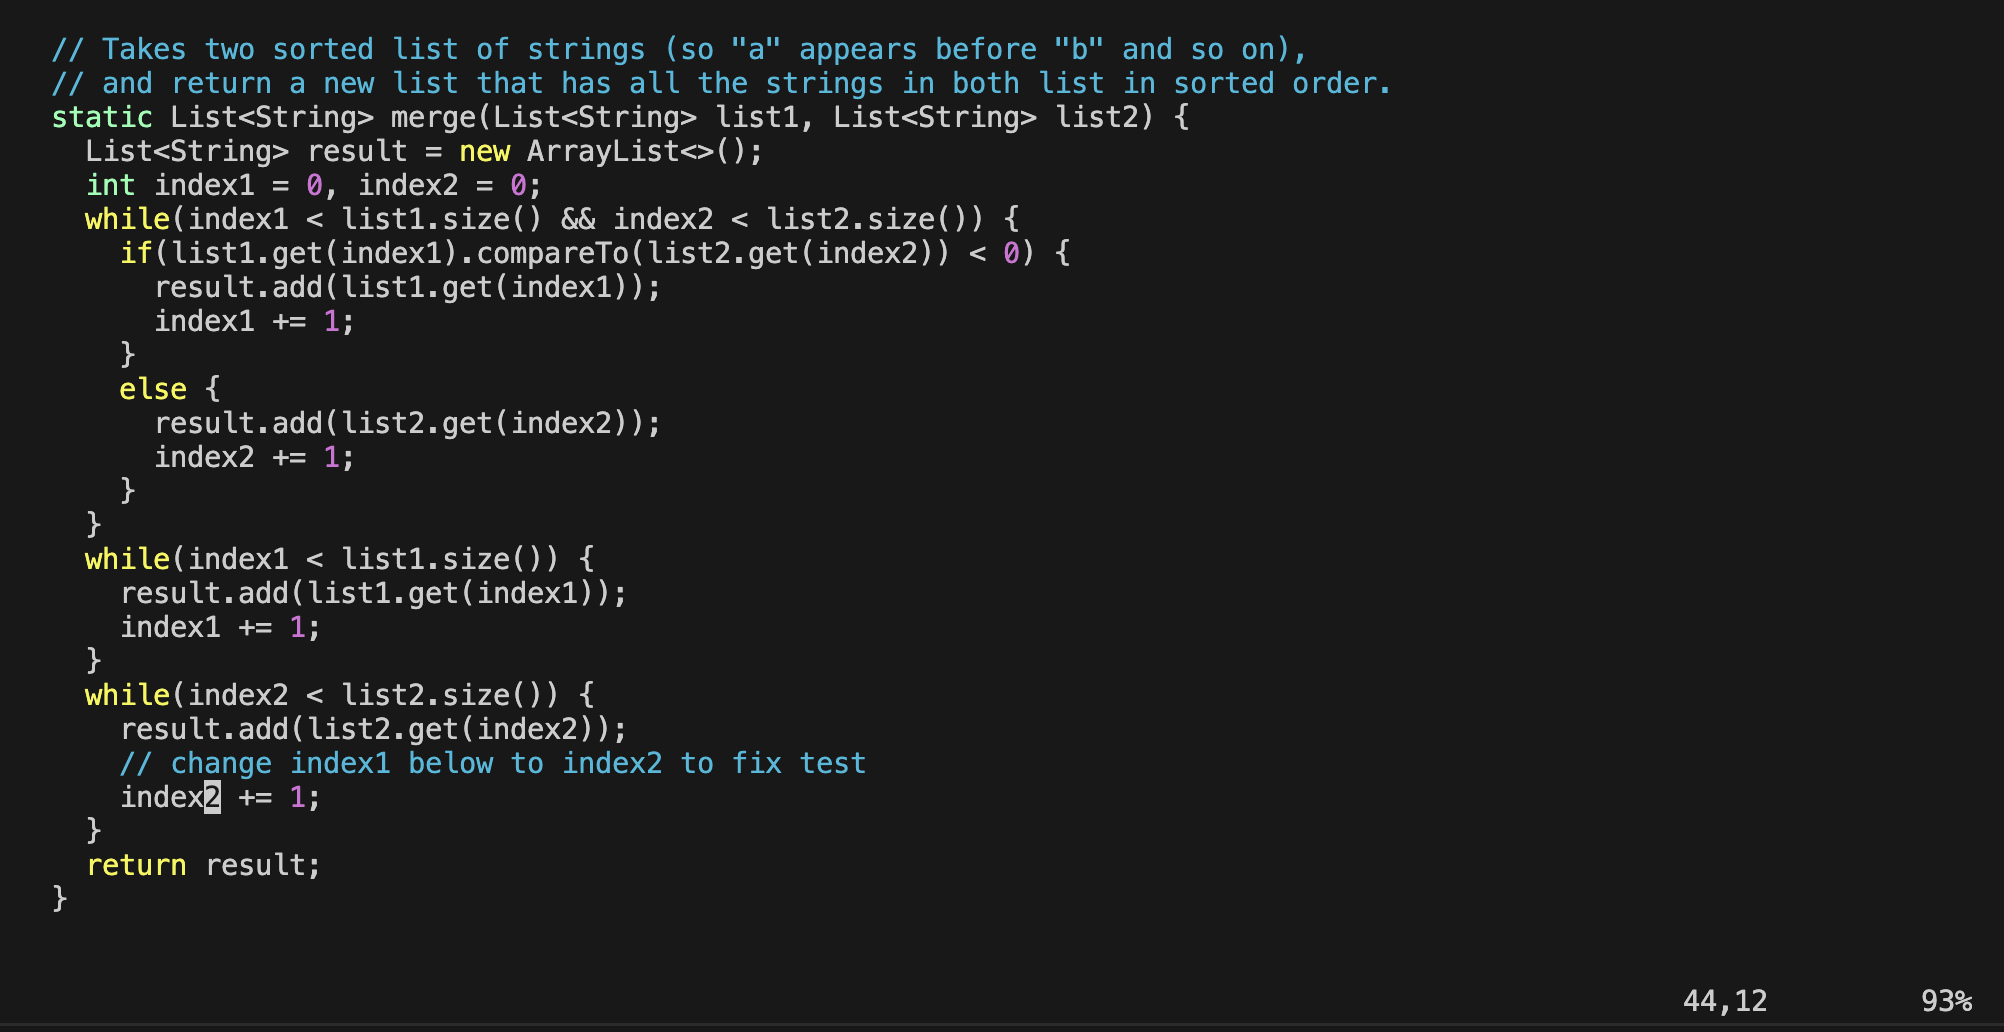 // Takes two sorted list of strings (so "a" appears before "b" and so on),
// and return a new list that has all the strings in both list in sorted order.
static List<String> merge(List<String> list1, List<String> list2) {
  List<String> result = new ArrayList<>();
  int index1 = 0, index2 = 0;
  while(index1 < list1.size() && index2 < list2.size()) {
    if(list1.get(index1).compareTo(list2.get(index2)) < 0) {
      result.add(list1.get(index1));
      index1 += 1;
    }
    else {
      result.add(list2.get(index2));
      index2 += 1;
    }
  }
  while(index1 < list1.size()) {
    result.add(list1.get(index1));
    index1 += 1;
  }
  while(index2 < list2.size()) {
    result.add(list2.get(index2));
    // change index1 below to index2 to fix test
    index2 += 1;
  }
  return result;
}
44,12 93%